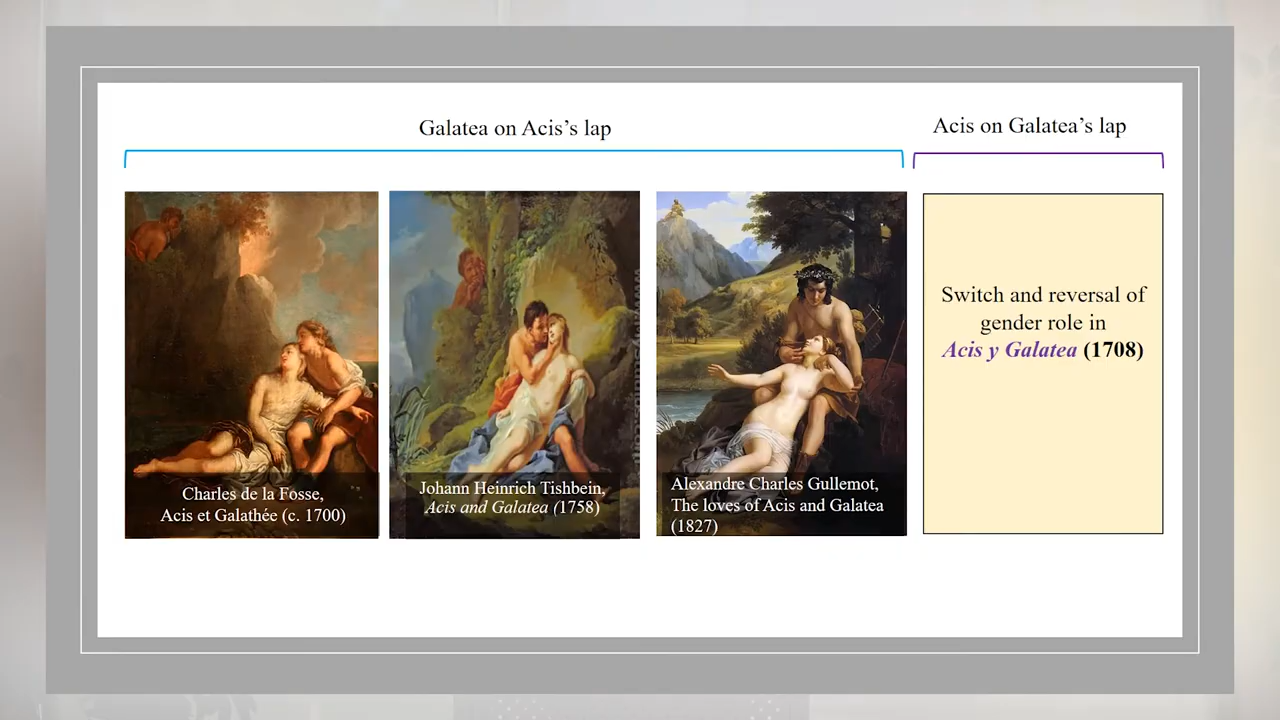 Galatea on Acis’s lap
Acis on Galatea’s lap
Charles de la Fosse,
Acis et Galathée (c. 1700)
Johann Heinrich Tishbein,
Acis and Galatea (1758)
Alexandre Charles Gullemot,
The loves of Acis and Galatea
(1827)
Switch and reversal of
gender role in
Acis y Galatea (1708)